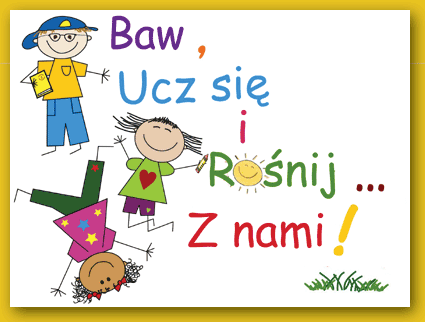 Baw ,
Ucz się
i
Rośnij ...
Z nami !